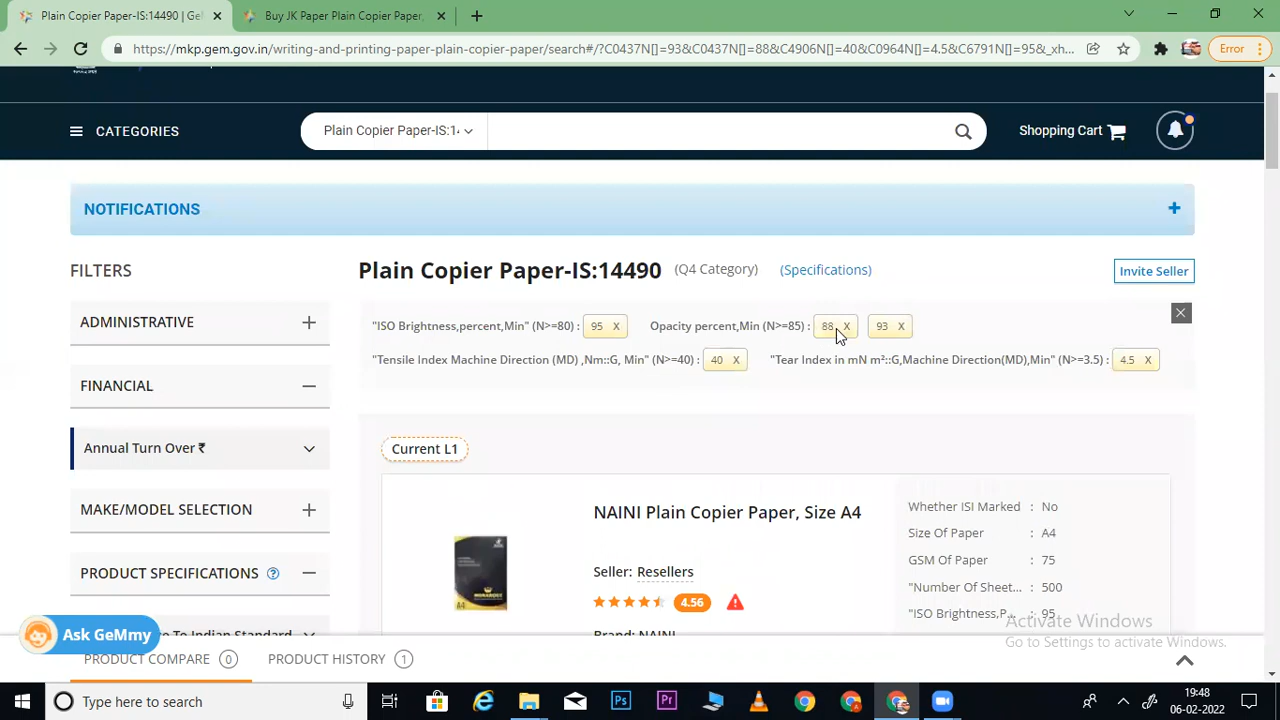 Plain Copier Paper-IS:14490 | Ge
Buy JK Paper Plain Copier Paper,
https://mkp.gem.gov.in/writing-and-printing-paper-plain-copier-paper/search#/?C0437N[]=93&C0437N[]=88&C4906N[]=40&C0964N[]=4.5&C6791N[]=95&_xh...
Error
CATEGORIES
Plain Copier Paper-IS:1
Shopping Cart
NOTIFICATIONS +
FILTERS
Plain Copier Paper-IS:14490 (Q4 Category) (Specifications)
Invite Seller
ADMINISTRATIVE
"ISO Brightness,percent,Min" (N>=80) : 95 X Opacity percent,Min (N>=85) : 88 X 93 X
"Tensile Index Machine Direction (MD) ,Nm::G, Min" (N>=40) : 40 X "Tear Index in mN m²::G,Machine Direction(MD),Min" (N>=3.5) : 4.5 X
FINANCIAL
Annual Turn Over ₹
Current L1
MAKE/MODEL SELECTION
NAINI Plain Copier Paper, Size A4
Whether ISI Marked : No
Size Of Paper : A4
GSM Of Paper : 75
"Number Of Sheet... : 500
"ISO Brightness,P... : 95
PRODUCT SPECIFICATIONS ?
Seller: Resellers
4.56
Brand: NAINI
A4
To Indian Standard
Ask GeMmy
Activate Windows
Go to Settings to activate Windows.
PRODUCT COMPARE 0 PRODUCT HISTORY 1
Type here to search
Ps
Pr
19:48
06-02-2022